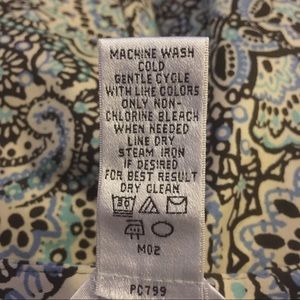 MACHINE WASH
COLD
GENTLE CYCLE
WITH LIKE COLORS
ONLY NON-
CHLORINE BLEACH
WHEN NEEDED
LINE DRY
STEAM IRON
IF DESIRED
FOR BEST RESULT
DRY CLEAN
30
M02
PC799